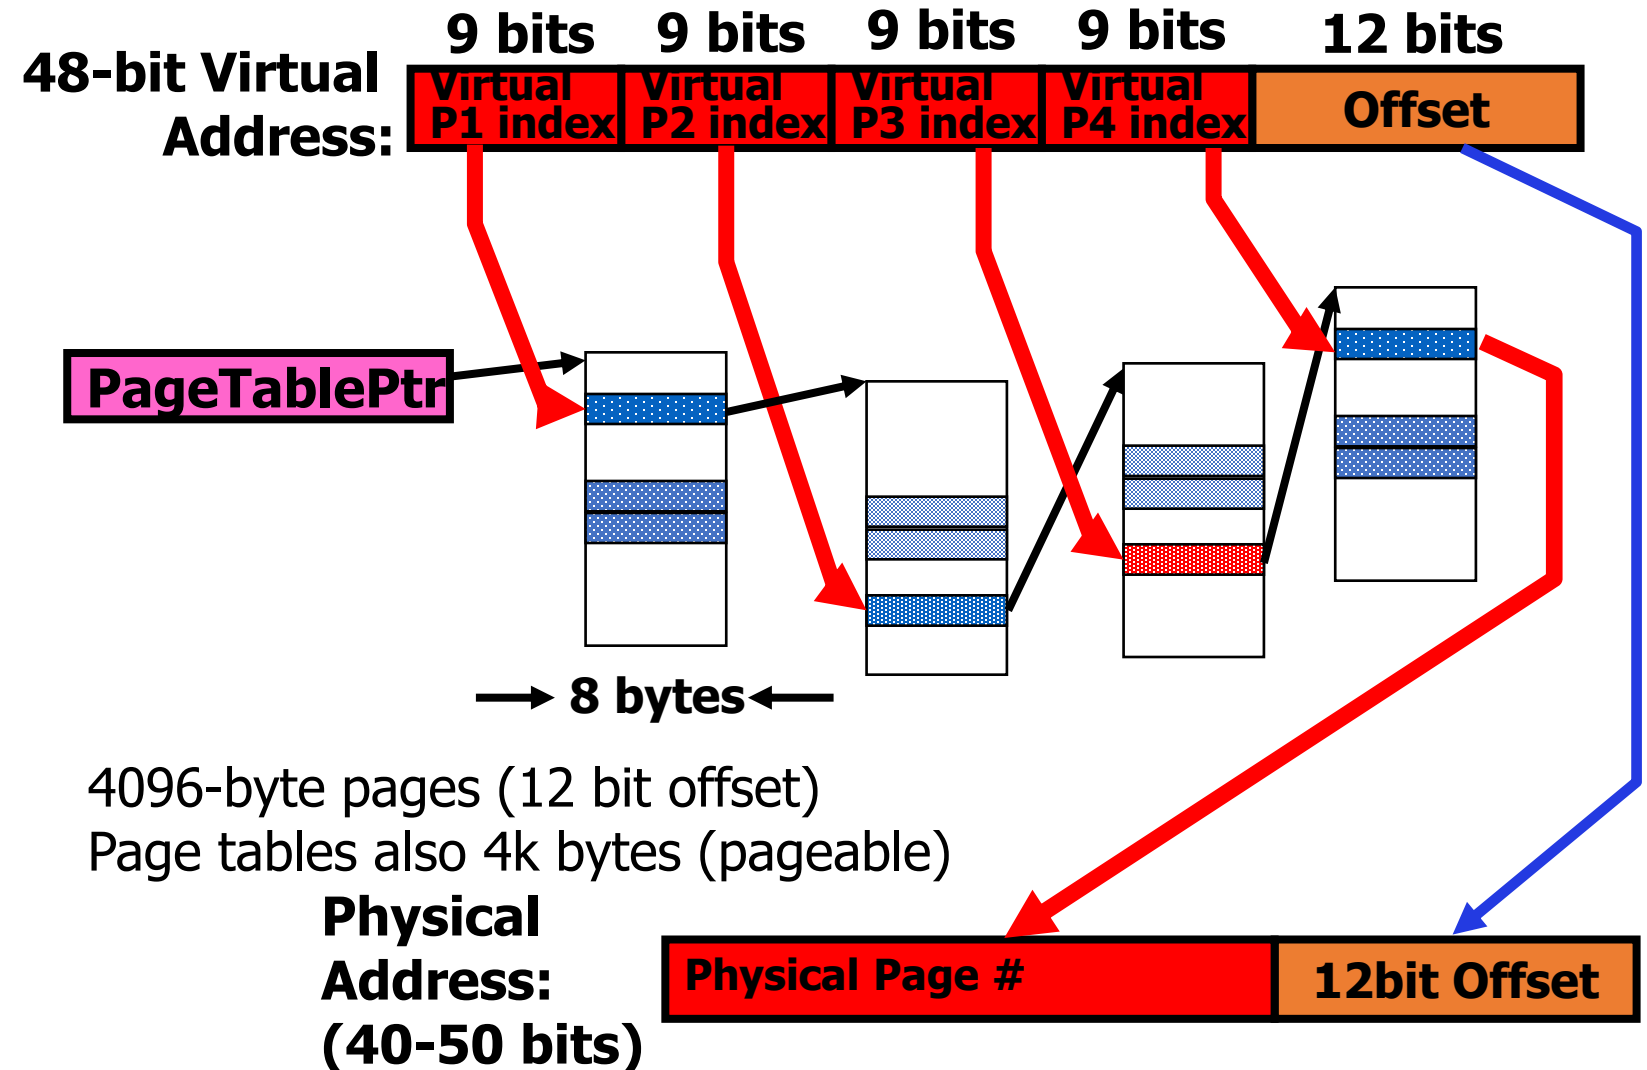 9 bits 9 bits 9 bits 9 bits 12 bits
48-bit Virtual
Address:
Virtual
P1 index
Virtual
P2 index
Virtual
P3 index
Virtual
P4 index
Offset
PageTablePtr
8 bytes
4096-byte pages (12 bit offset)
Page tables also 4k bytes (pageable)
Physical
Address:
(40-50 bits)
Physical Page #
12bit Offset